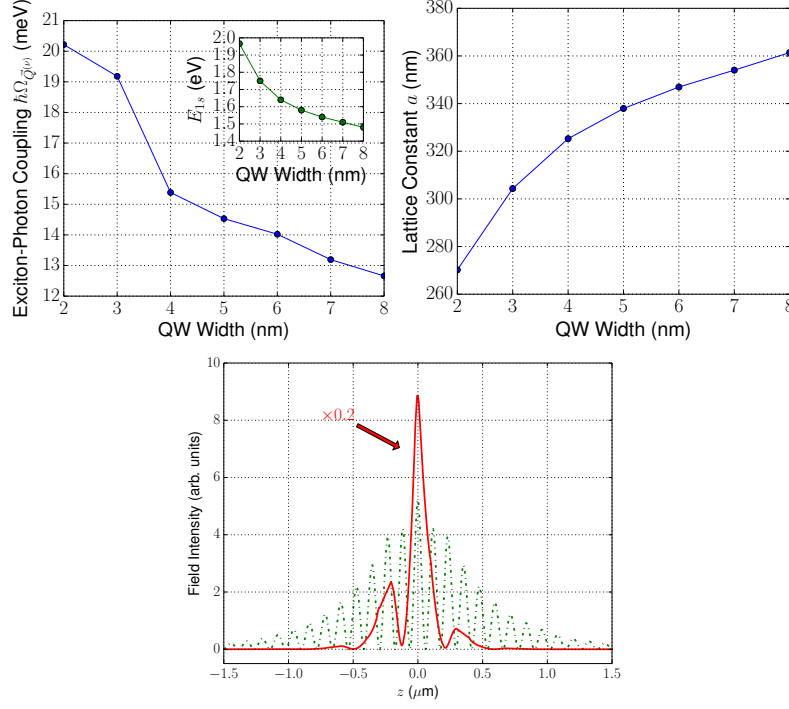 Exciton-Photon Coupling ħΩ_{Q⃗^{(ν)}} (meV)
21
20
19
18
17
16
15
14
13
12
2 3 4 5 6 7 8
QW Width (nm)
E_{1s} (eV)
2.0
1.9
1.8
1.7
1.6
1.5
1.4
2 3 4 5 6 7 8
QW Width (nm)
Lattice Constant a (nm)
380
360
340
320
300
280
260
2 3 4 5 6 7 8
QW Width (nm)
Field Intensity (arb. units)
10
8
6
4
2
0
×0.2
−1.5 −1.0 −0.5 0.0 0.5 1.0 1.5
z (μm)